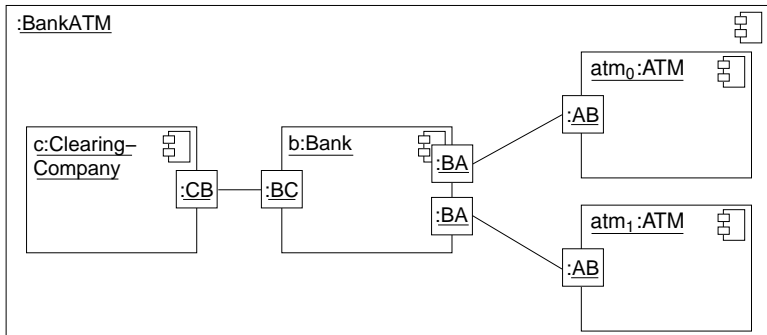 :BankATM
atm₀:ATM
:AB
c:Clearing–
Company
b:Bank
:BA
:CB
:BC
:BA
atm₁:ATM
:AB